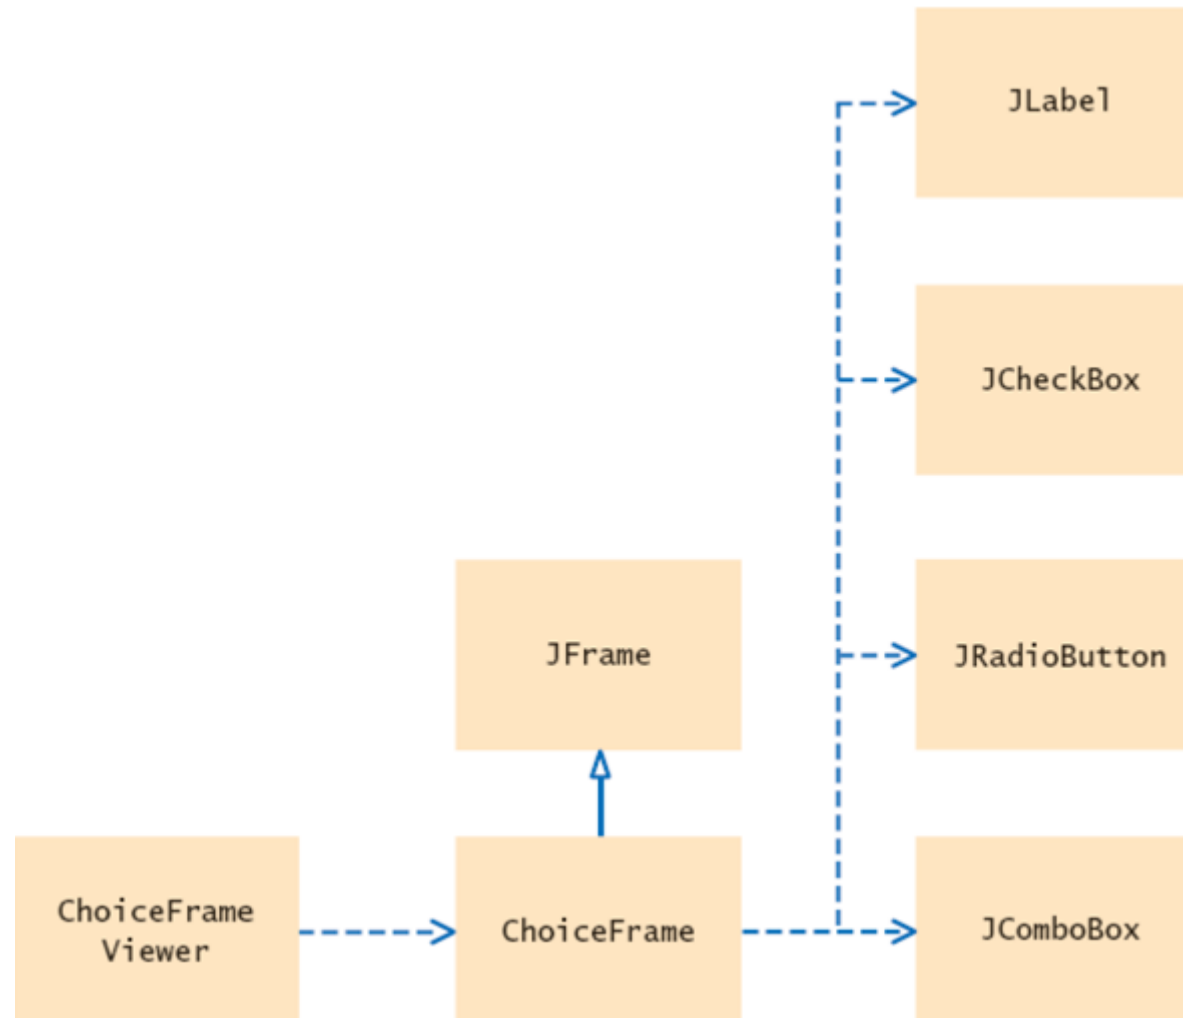 JLabel
JCheckBox
JFrame
JRadioButton
ChoiceFrame
Viewer
ChoiceFrame
JComboBox